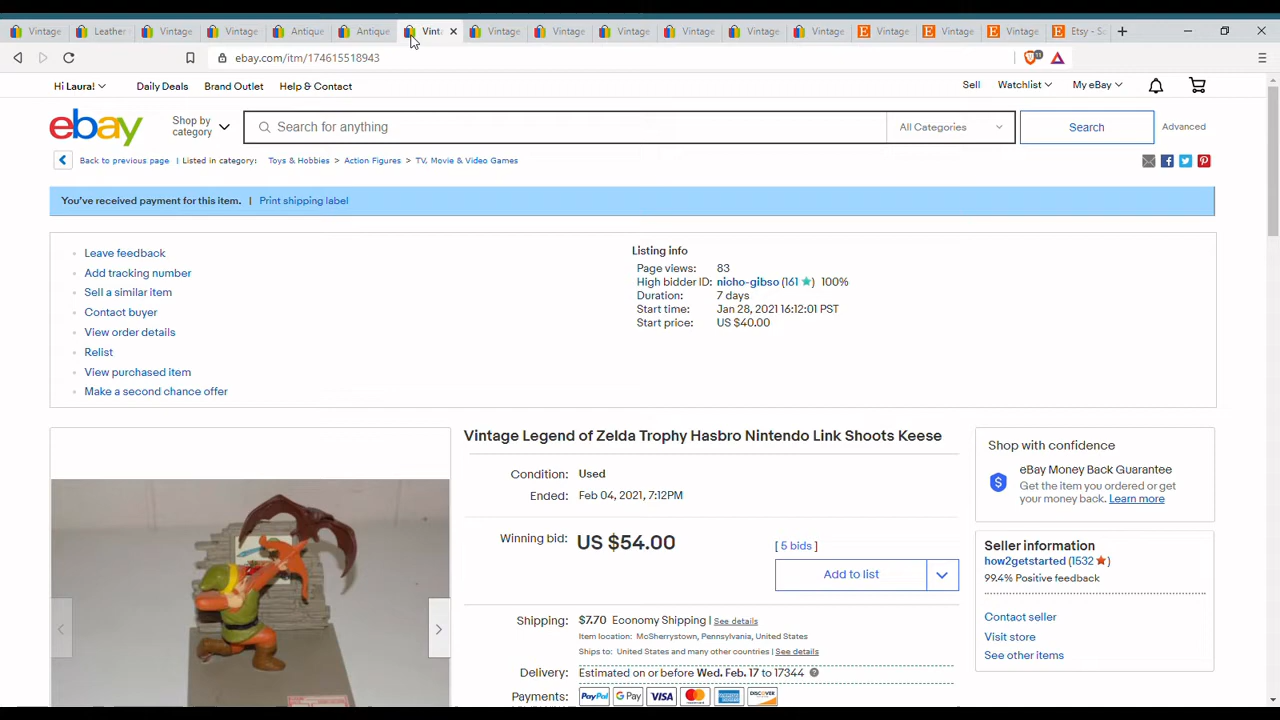 Vintage Leather Vintage Vintage Antique Antique Vint Vintage Vintage Vintage Vintage Vintage Vintage Vintage Vintage Vintage Etsy - S
ebay.com/itm/174615518943 11
Hi Laura! Daily Deals Brand Outlet Help & Contact Sell Watchlist My eBay
ebay Shop by category Search for anything All Categories Search Advanced
Back to previous page | Listed in category: Toys & Hobbies > Action Figures > TV, Movie & Video Games
You've received payment for this item. | Print shipping label
Leave feedback
Add tracking number
Sell a similar item
Contact buyer
View order details
Relist
View purchased item
Make a second chance offer
Listing info
Page views: 83
High bidder ID: nicho-gibso (161 ) 100%
Duration: 7 days
Start time: Jan 28, 2021 16:12:01 PST
Start price: US $40.00
Vintage Legend of Zelda Trophy Hasbro Nintendo Link Shoots Keese
Condition: Used
Ended: Feb 04, 2021, 7:12PM
Winning bid: US $54.00 [ 5 bids ]
Add to list
Shipping: $7.70 Economy Shipping | See details
Item location: McSherrystown, Pennsylvania, United States
Ships to: United States and many other countries | See details
Delivery: Estimated on or before Wed. Feb. 17 to 17344
Payments: PayPal G Pay VISA DISCOVER
Shop with confidence
eBay Money Back Guarantee
Get the item you ordered or get
your money back. Learn more
Seller information
how2getstarted (1532 )
99.4% Positive feedback
Contact seller
Visit store
See other items